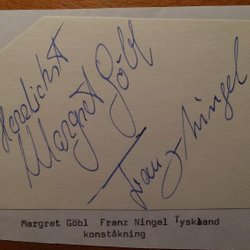 Herzlichst
Margret Göbl
Franz Ningel
Margret Göbl Franz Ningel Tyskland
konståkning